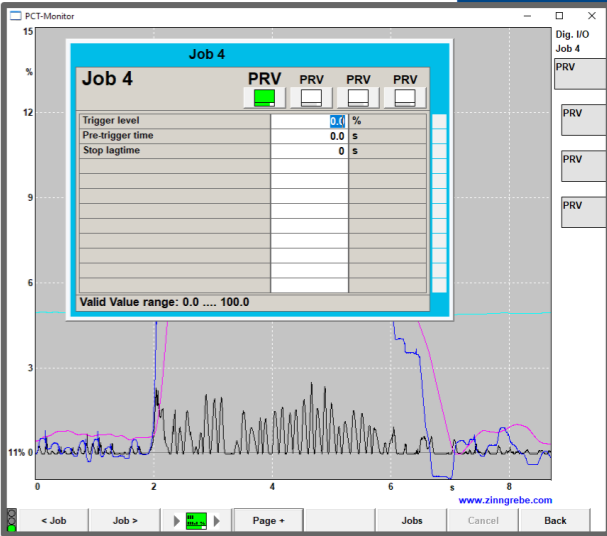 PCT-Monitor
Dig. I/O
Job 4
PRV
PRV
PRV
PRV
15
%
12
9
6
3
11% 0
Job 4
Job 4
PRV PRV PRV PRV
Trigger level 0.0 %
Pre-trigger time 0.0 s
Stop lagtime 0 s
Valid Value range: 0.0 .... 100.0
0 2 4 6 s 8
www.zinngrebe.com
< Job Job > Page + Jobs Cancel Back